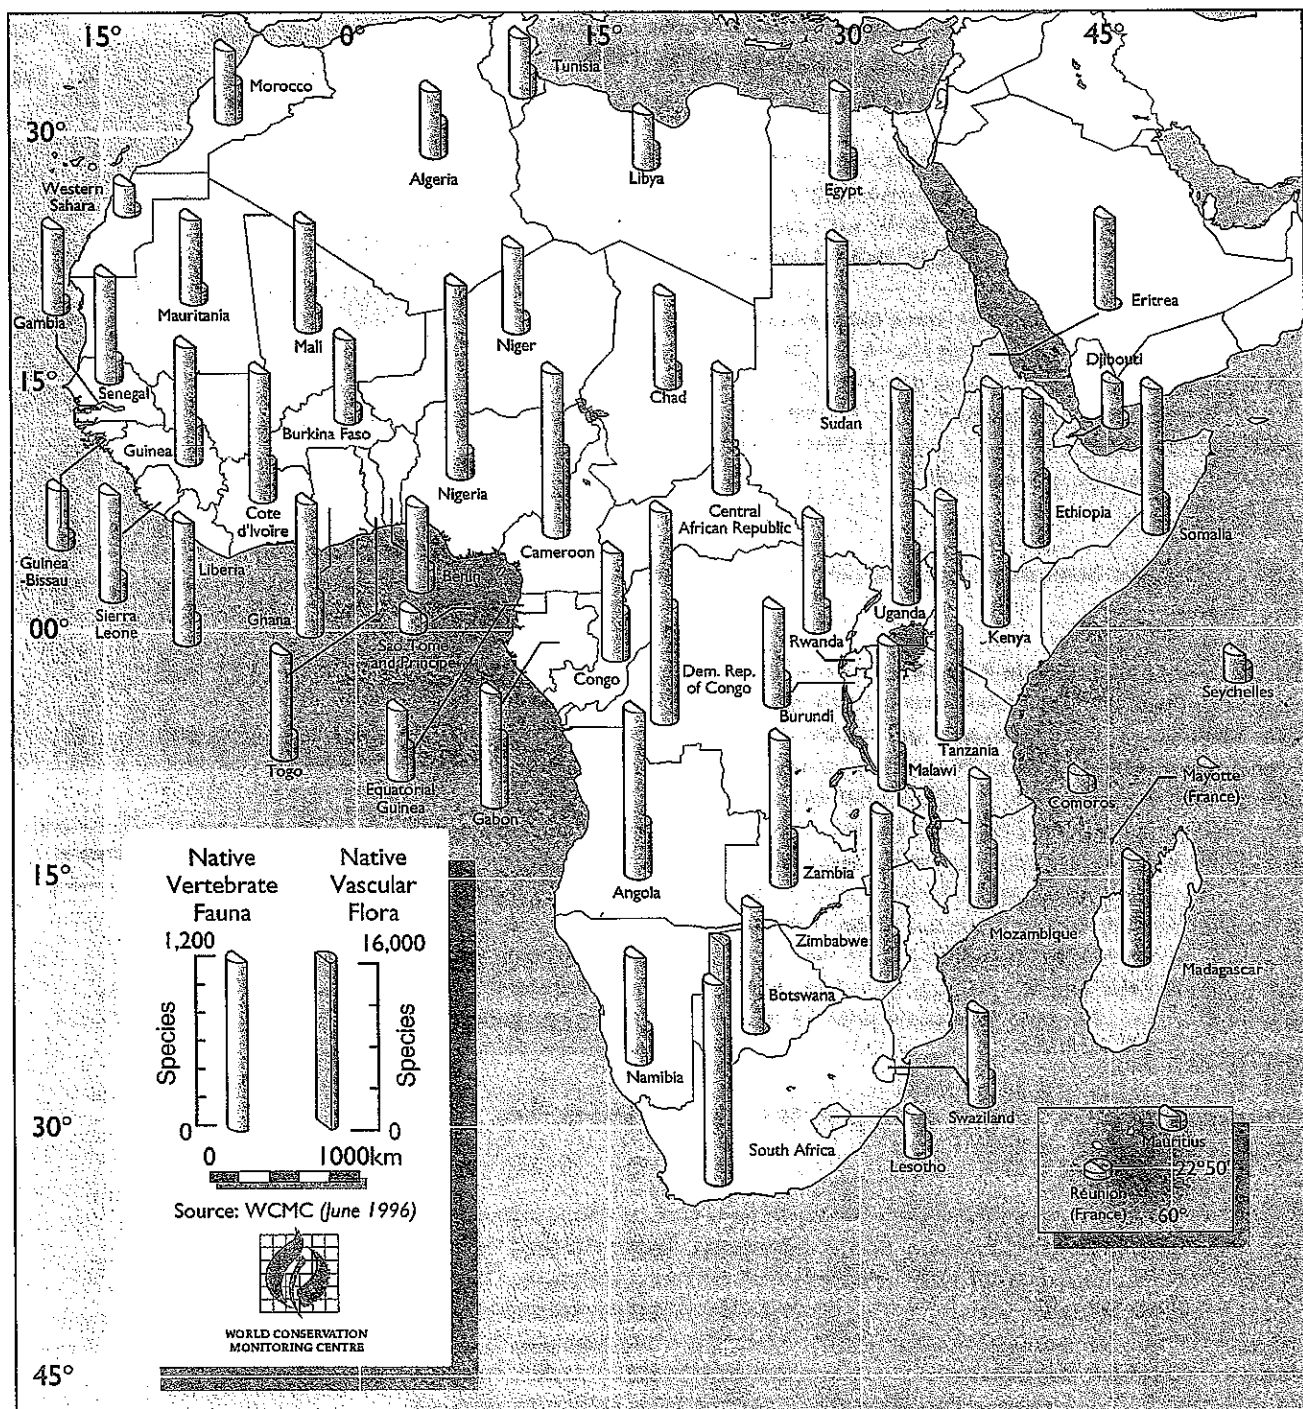 15°
0°
15°
30°
45°
Morocco
Tunisia
30°
Western
Sahara
Algeria
Libya
Egypt
Gambia
Mauritania
Mali
Niger
Eritrea
15°
Senegal
Burkina Faso
Chad
Sudan
Djibouti
Guinea
Nigeria
Cote
d'Ivoire
Central
African Republic
Ethiopia
Somalia
Guinea
-Bissau
Liberia
Cameroon
Benin
Sierra
Leone
Ghana
Uganda
Kenya
00°
Sao Tome
and Principe
Rwanda
Congo
Dem. Rep.
of Congo
Burundi
Seychelles
Togo
Tanzania
Malawi
Equatorial
Guinea
Gabon
Comoros
Mayotte
(France)
15°
Angola
Zambia
Native
Vertebrate
Fauna
Native
Vascular
Flora
1,200
16,000
Species
Species
0
0
Zimbabwe
Mozambique
Madagascar
Botswana
Namibia
Swaziland
30°
South Africa
Lesotho
Mauritius
22°50'
Réunion
(France)
60°
0
1000km
Source: WCMC (June 1996)
WORLD CONSERVATION
MONITORING CENTRE
45°